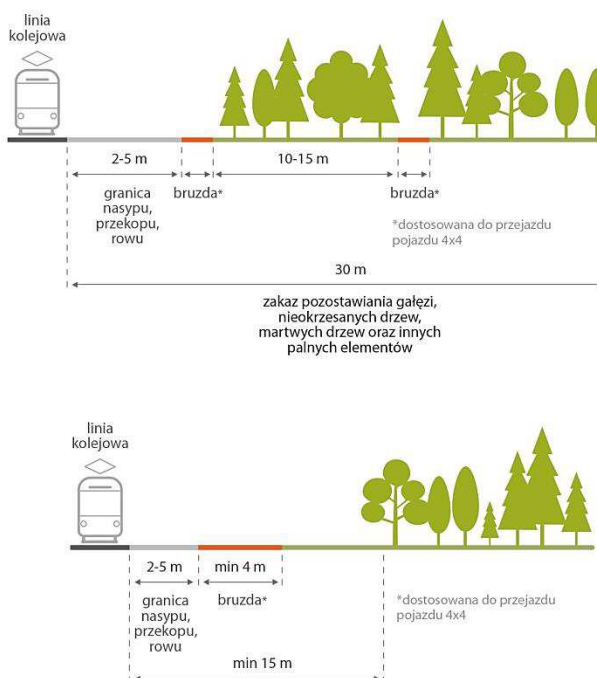 linia
kolejowa
2-5 m
10-15 m
granica
nasypu,
przekopu,
rowu
bruzda*
bruzda*
*dostosowana do przejazdu
pojazdu 4x4
30 m
zakaz pozostawiania gałęzi,
nieokrzesanych drzew,
martwych drzew oraz innych
palnych elementów
linia
kolejowa
2-5 m
min 4 m
granica
nasypu,
przekopu,
rowu
bruzda*
*dostosowana do przejazdu
pojazdu 4x4
min 15 m